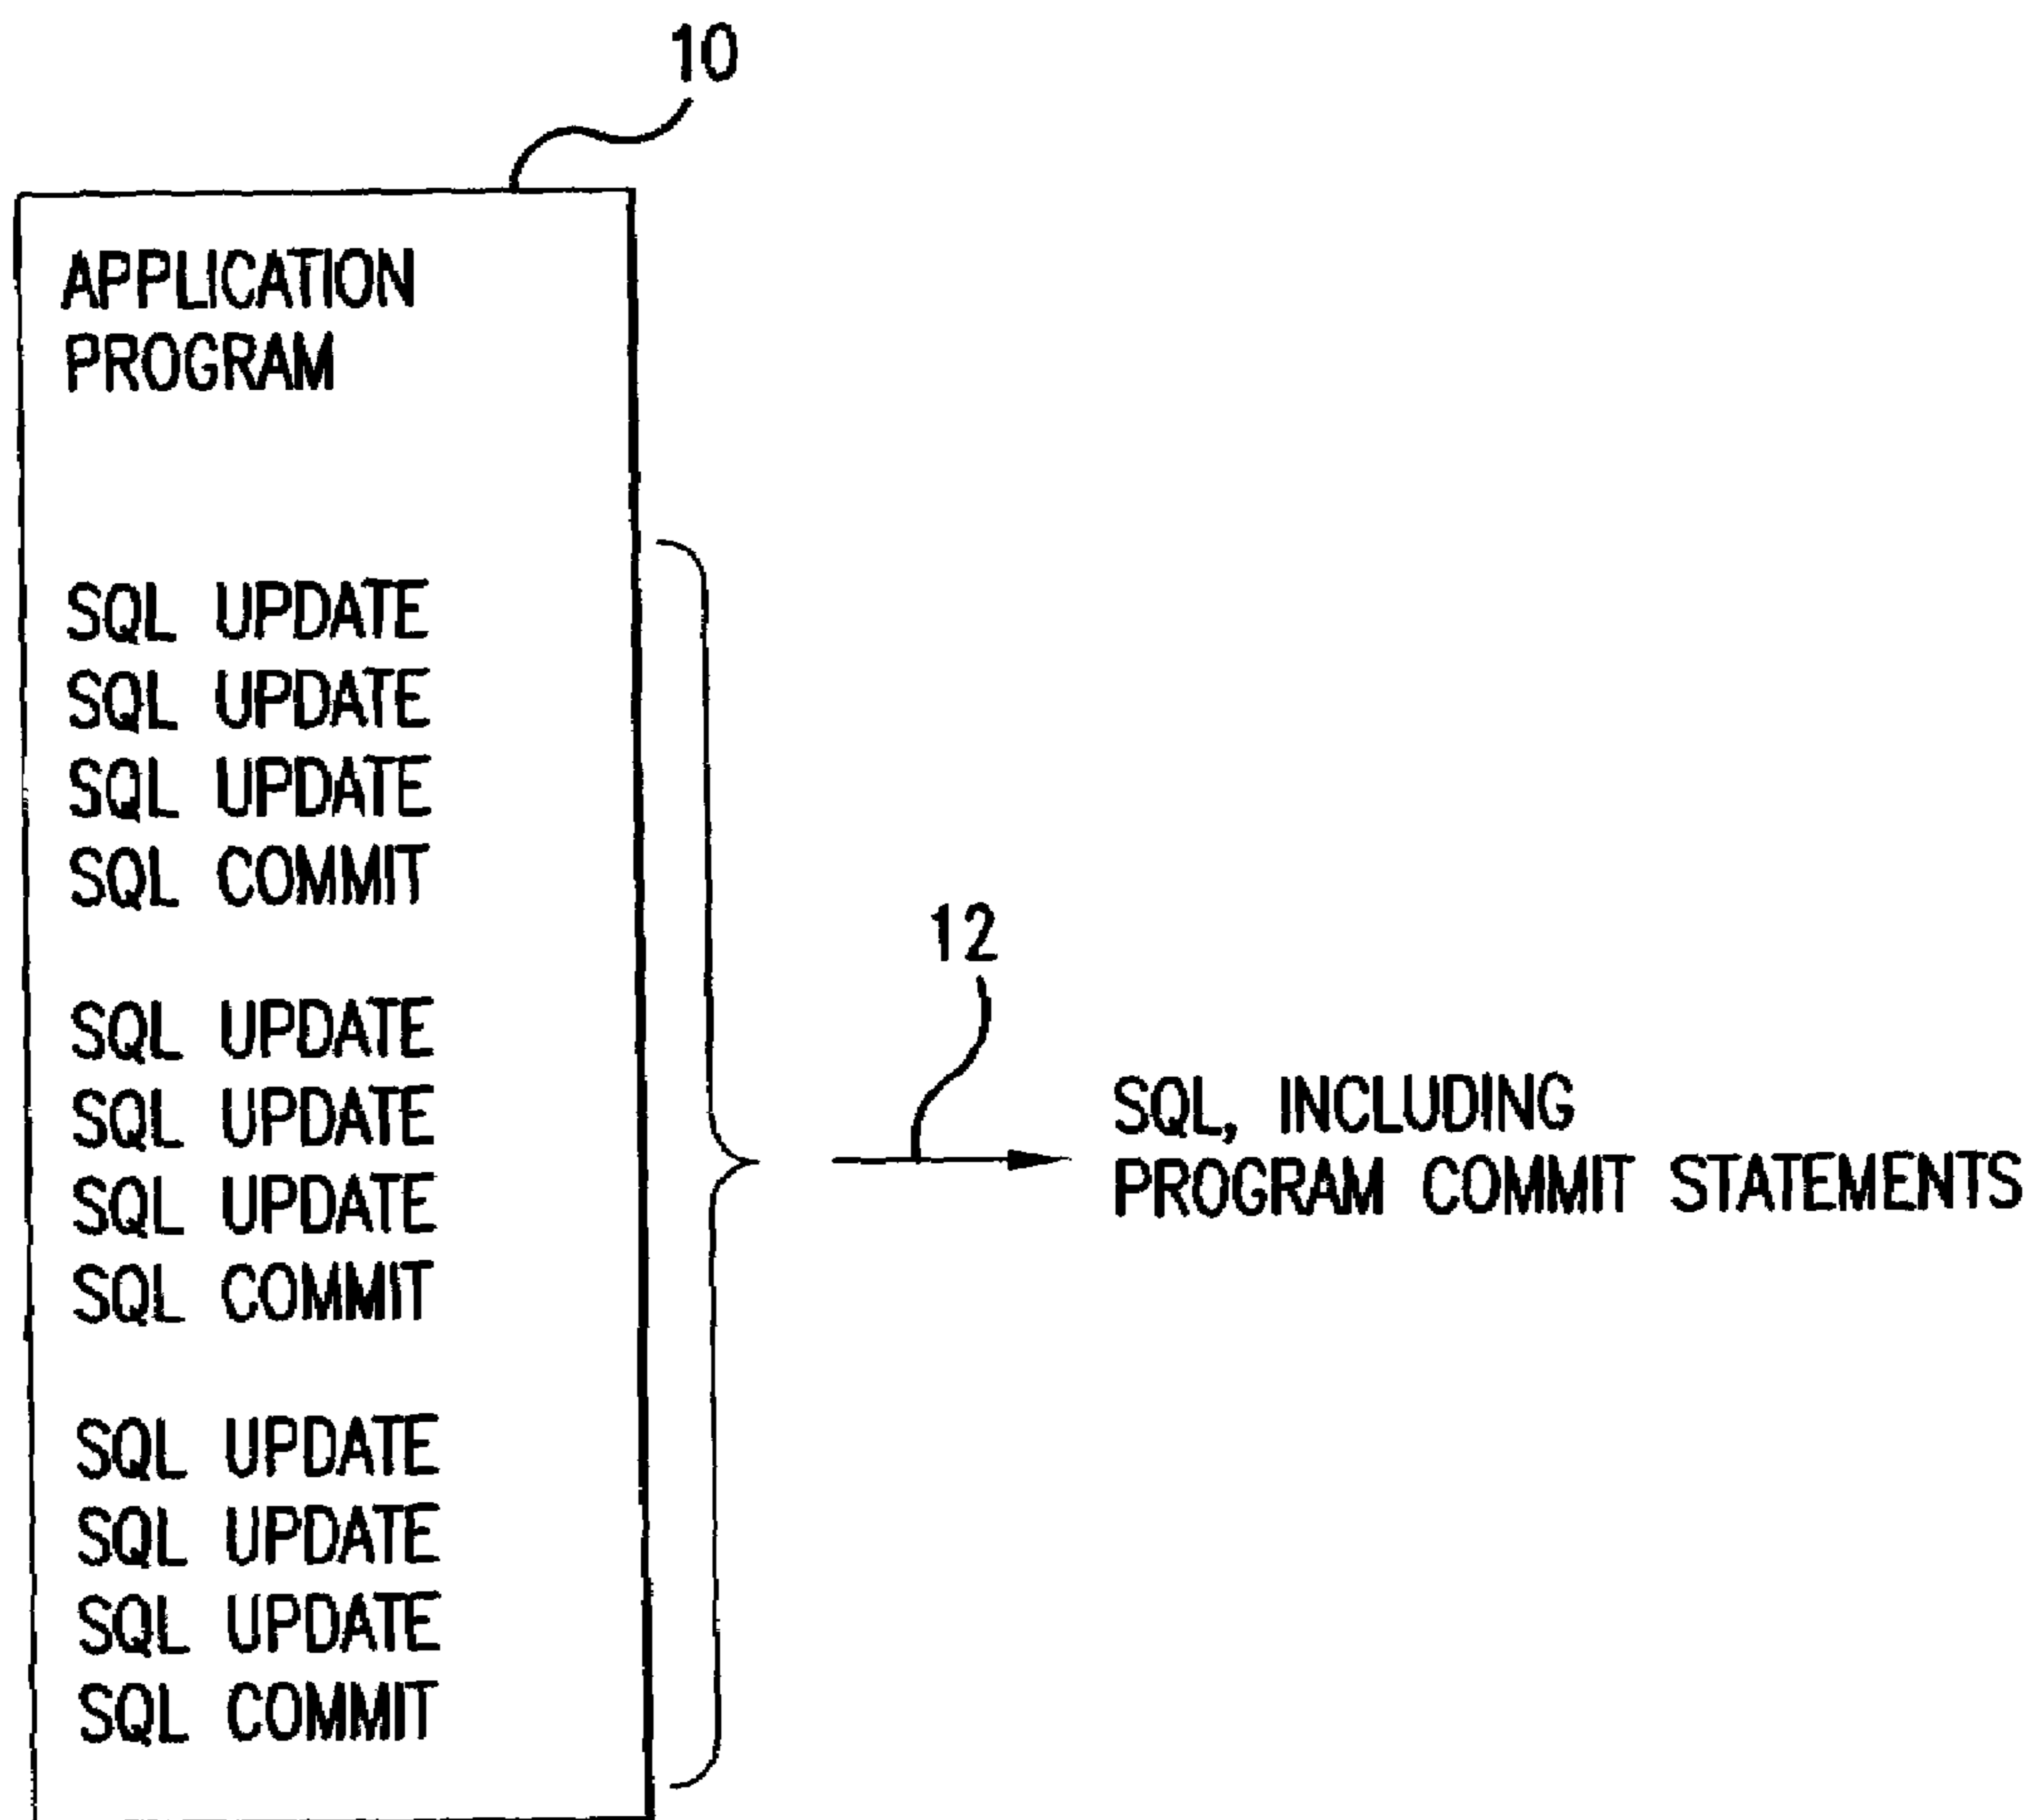 10
APPLICATION
PROGRAM
SQL UPDATE
SQL UPDATE
SQL UPDATE
SQL COMMIT
SQL UPDATE
SQL UPDATE
SQL UPDATE
SQL COMMIT
SQL UPDATE
SQL UPDATE
SQL UPDATE
SQL COMMIT
12
SQL, INCLUDING
PROGRAM COMMIT STATEMENTS